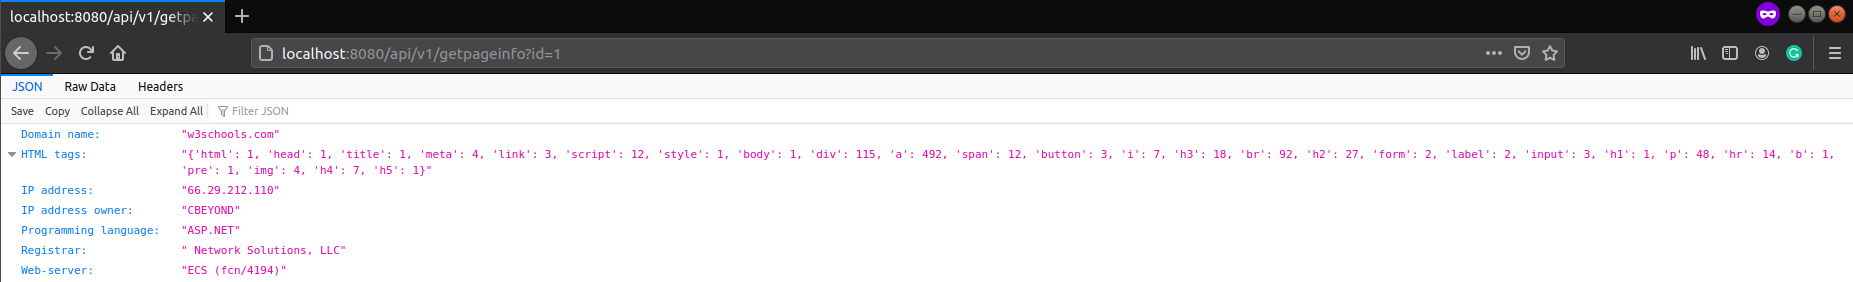 localhost:8080/api/v1/getpa
localhost:8080/api/v1/getpageinfo?id=1
JSON Raw Data Headers
Save Copy Collapse All Expand All Filter JSON
Domain name: "w3schools.com"
HTML tags: "{'html': 1, 'head': 1, 'title': 1, 'meta': 4, 'link': 3, 'script': 12, 'style': 1, 'body': 1, 'div': 115, 'a': 492, 'span': 12, 'button': 3, 'i': 7, 'h3': 18, 'br': 92, 'h2': 27, 'form': 2, 'label': 2, 'input': 3, 'h1': 1, 'p': 48, 'hr': 14, 'b': 1,
'pre': 1, 'img': 4, 'h4': 7, 'h5': 1}"
IP address: "66.29.212.110"
IP address owner: "CBEYOND"
Programming language: "ASP.NET"
Registrar: " Network Solutions, LLC"
Web-server: "ECS (fcn/4194)"